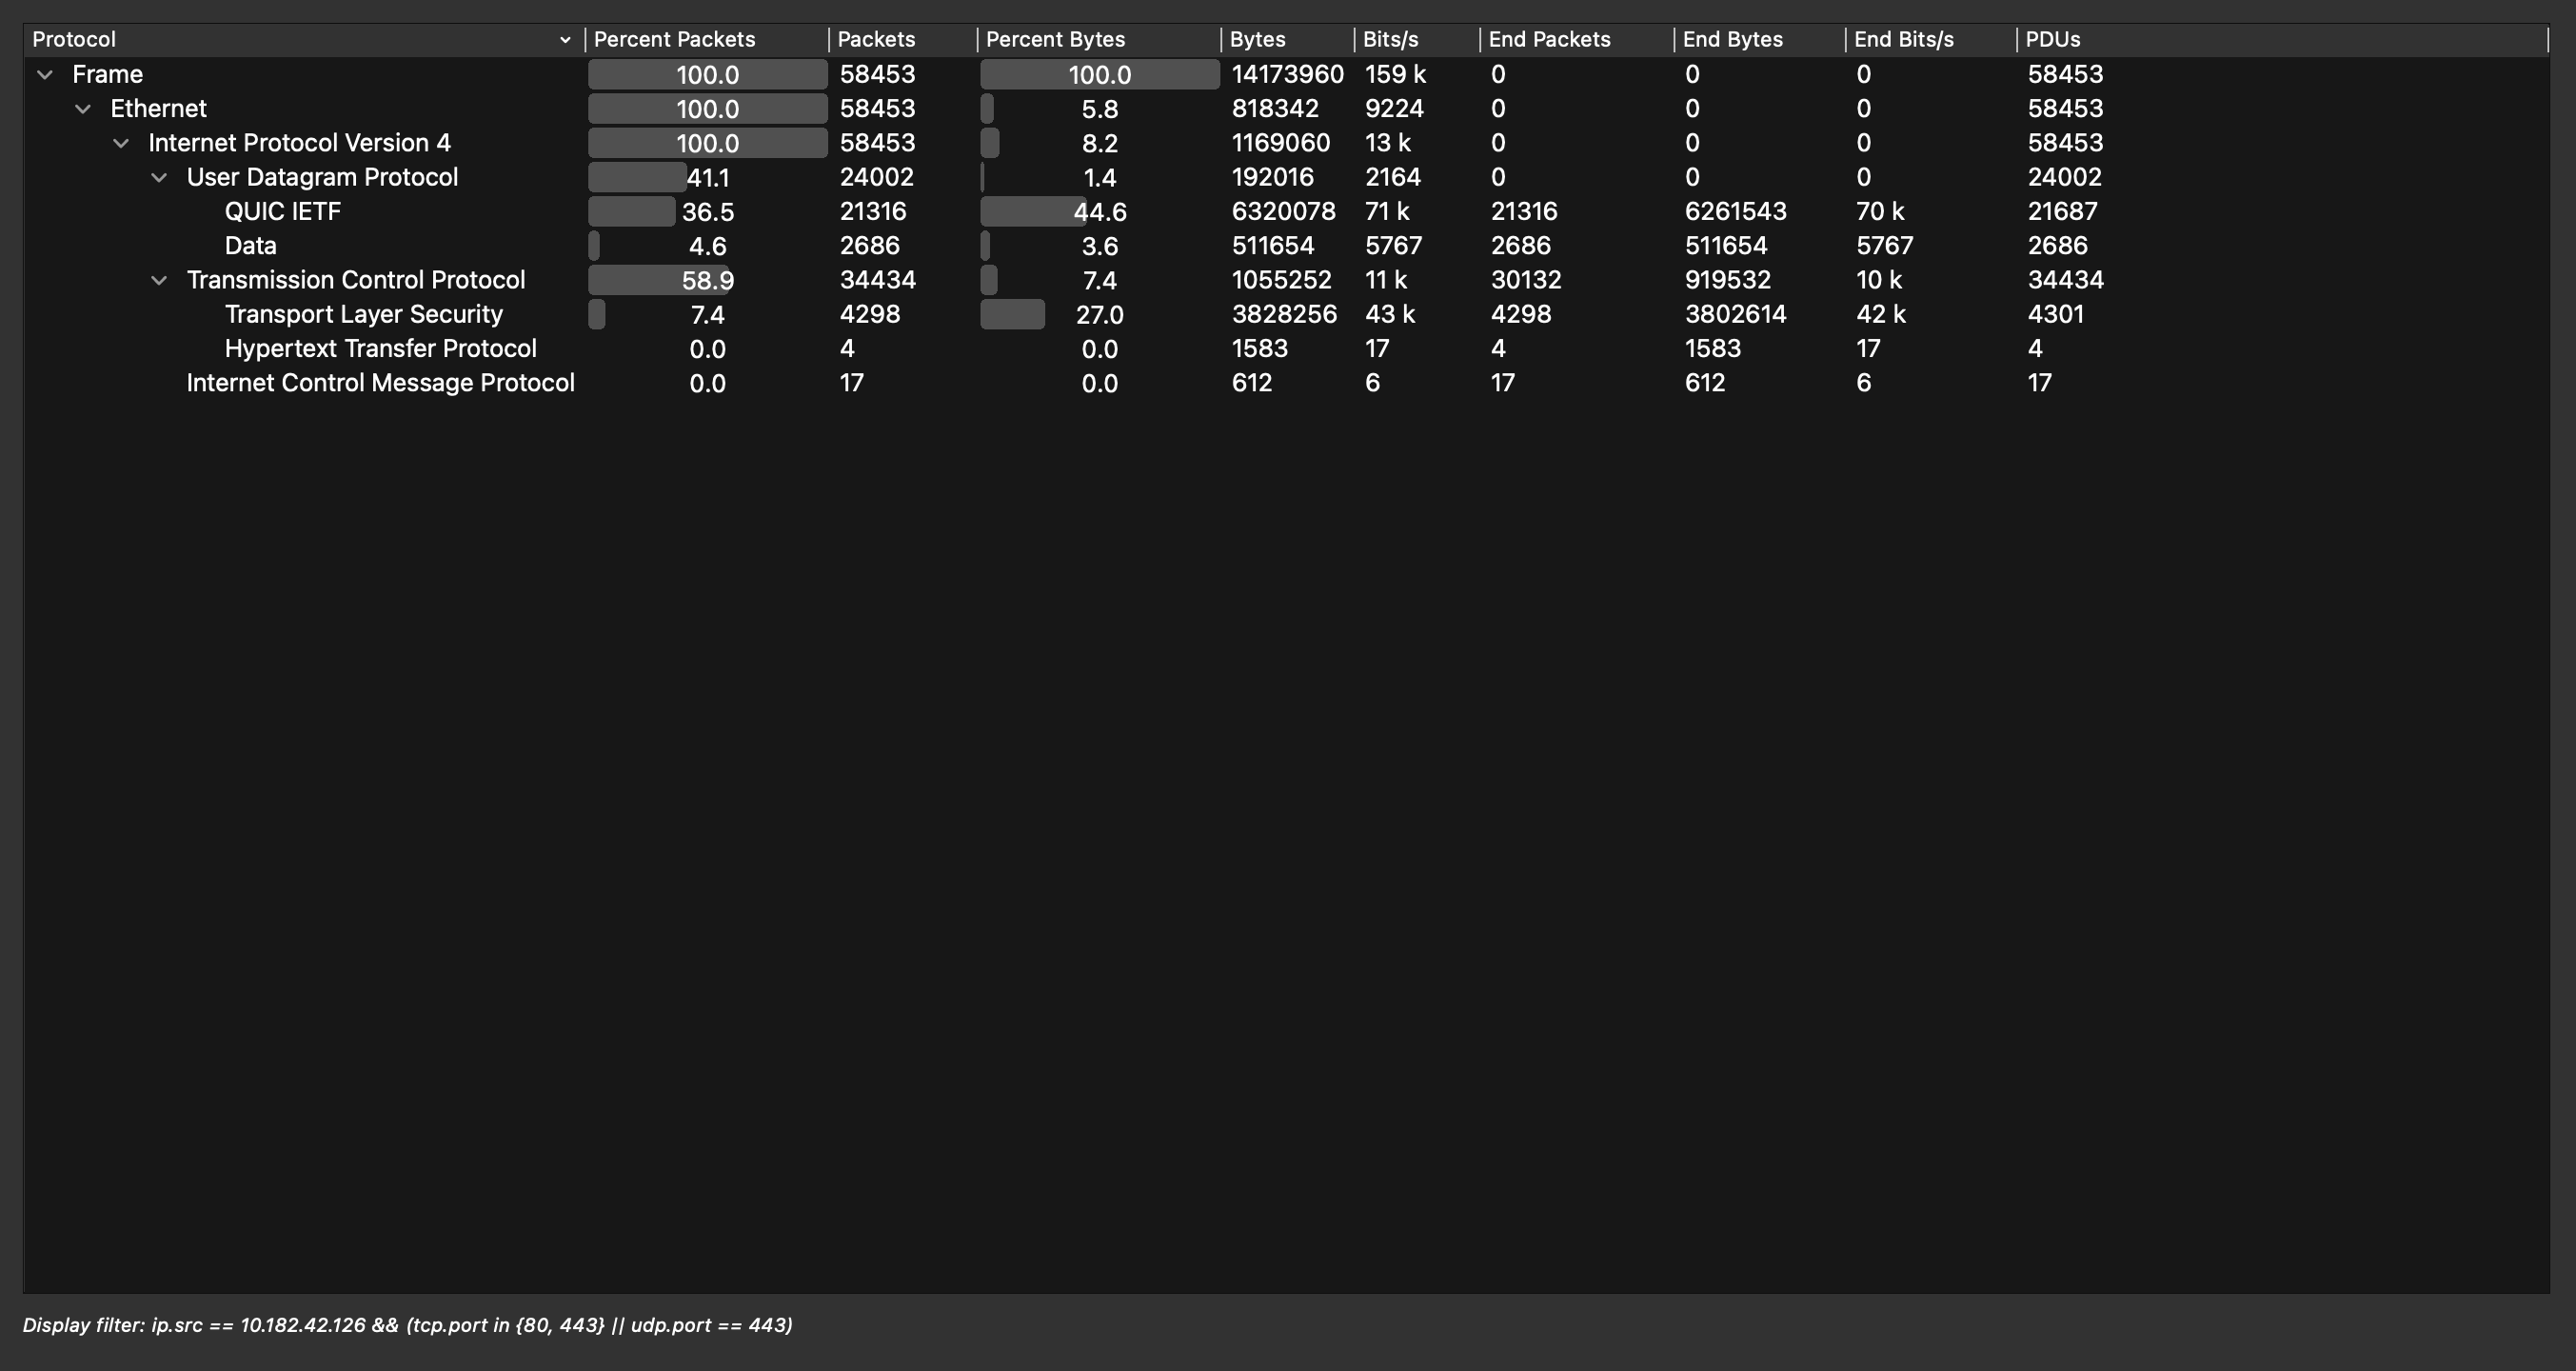 Protocol Percent Packets Packets Percent Bytes Bytes Bits/s End Packets End Bytes End Bits/s PDUs
Frame 100.0 58453 100.0 14173960 159 k 0 0 0 58453
Ethernet 100.0 58453 5.8 818342 9224 0 0 0 58453
Internet Protocol Version 4 100.0 58453 8.2 1169060 13 k 0 0 0 58453
User Datagram Protocol 41.1 24002 1.4 192016 2164 0 0 0 24002
QUIC IETF 36.5 21316 44.6 6320078 71 k 21316 6261543 70 k 21687
Data 4.6 2686 3.6 511654 5767 2686 511654 5767 2686
Transmission Control Protocol 58.9 34434 7.4 1055252 11 k 30132 919532 10 k 34434
Transport Layer Security 7.4 4298 27.0 3828256 43 k 4298 3802614 42 k 4301
Hypertext Transfer Protocol 0.0 4 0.0 1583 17 4 1583 17 4
Internet Control Message Protocol 0.0 17 0.0 612 6 17 612 6 17
Display filter: ip.src == 10.182.42.126 && (tcp.port in {80, 443} || udp.port == 443)